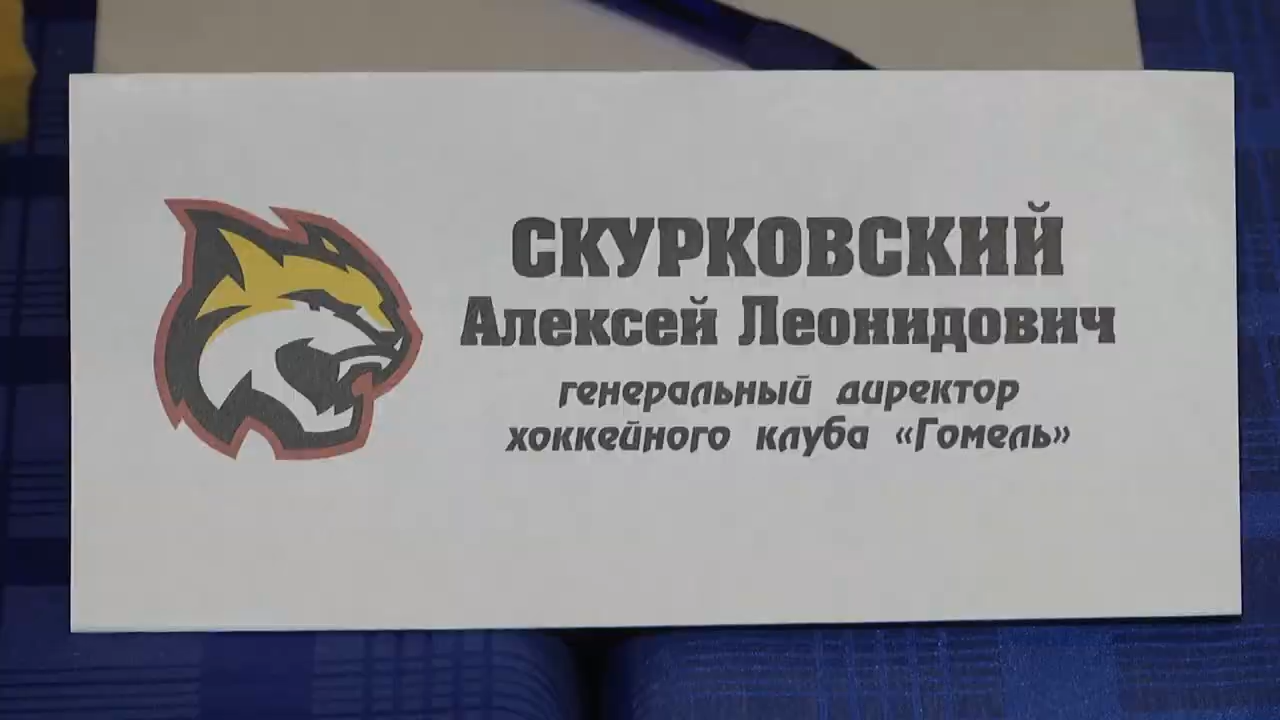 СКУРКОВСКИЙ
Алексей Леонидович
генеральный директор
хоккейного клуба «Гомель»